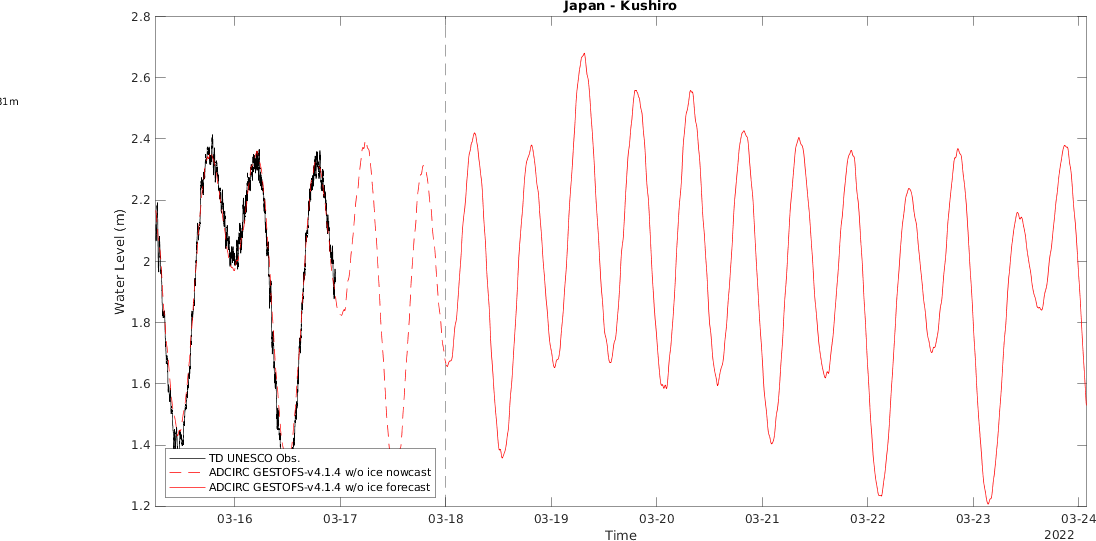 Japan - Kushiro
31m
Water Level (m)
2.8
2.6
2.4
2.2
2
1.8
1.6
1.4
1.2
TD UNESCO Obs.
ADCIRC GESTOFS-v4.1.4 w/o ice nowcast
ADCIRC GESTOFS-v4.1.4 w/o ice forecast
03-16 03-17 03-18 03-19 03-20 03-21 03-22 03-23 03-24
Time
2022